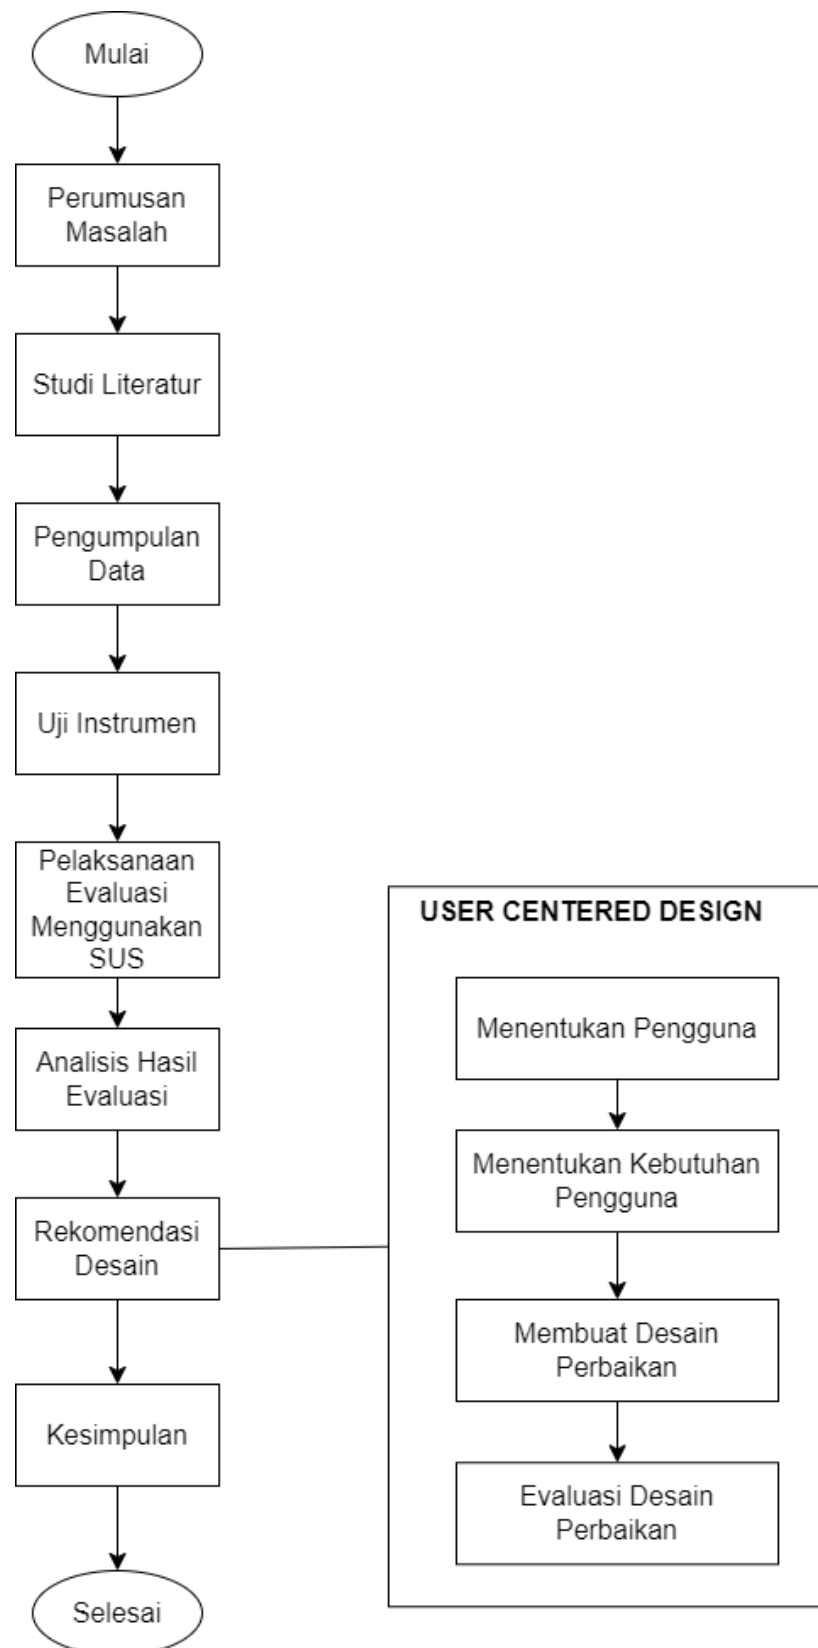 Mulai
Perumusan
Masalah
Studi Literatur
Pengumpulan
Data
Uji Instrumen
Pelaksanaan
Evaluasi
Menggunakan
SUS
Analisis Hasil
Evaluasi
Rekomendasi
Desain
Kesimpulan
Selesai
USER CENTERED DESIGN
Menentukan Pengguna
Menentukan Kebutuhan
Pengguna
Membuat Desain
Perbaikan
Evaluasi Desain
Perbaikan